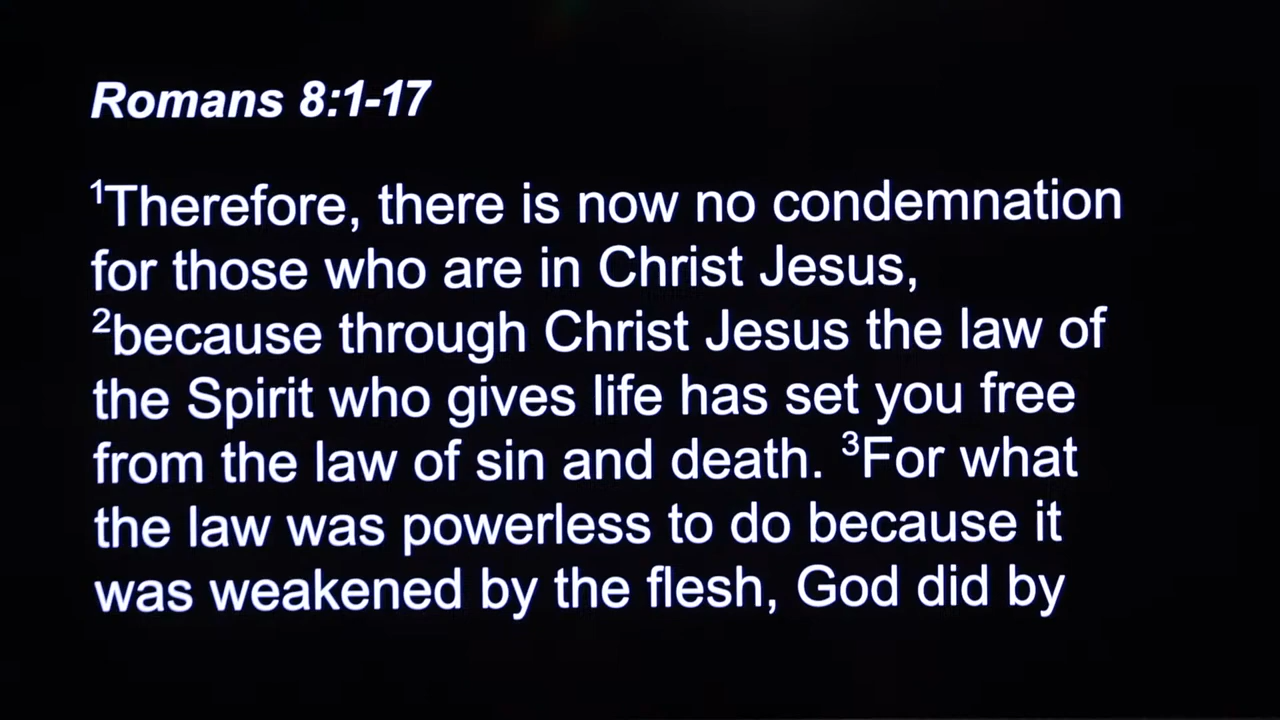 Romans 8:1-17
¹Therefore, there is now no condemnation
for those who are in Christ Jesus,
²because through Christ Jesus the law of
the Spirit who gives life has set you free
from the law of sin and death. ³For what
the law was powerless to do because it
was weakened by the flesh, God did by